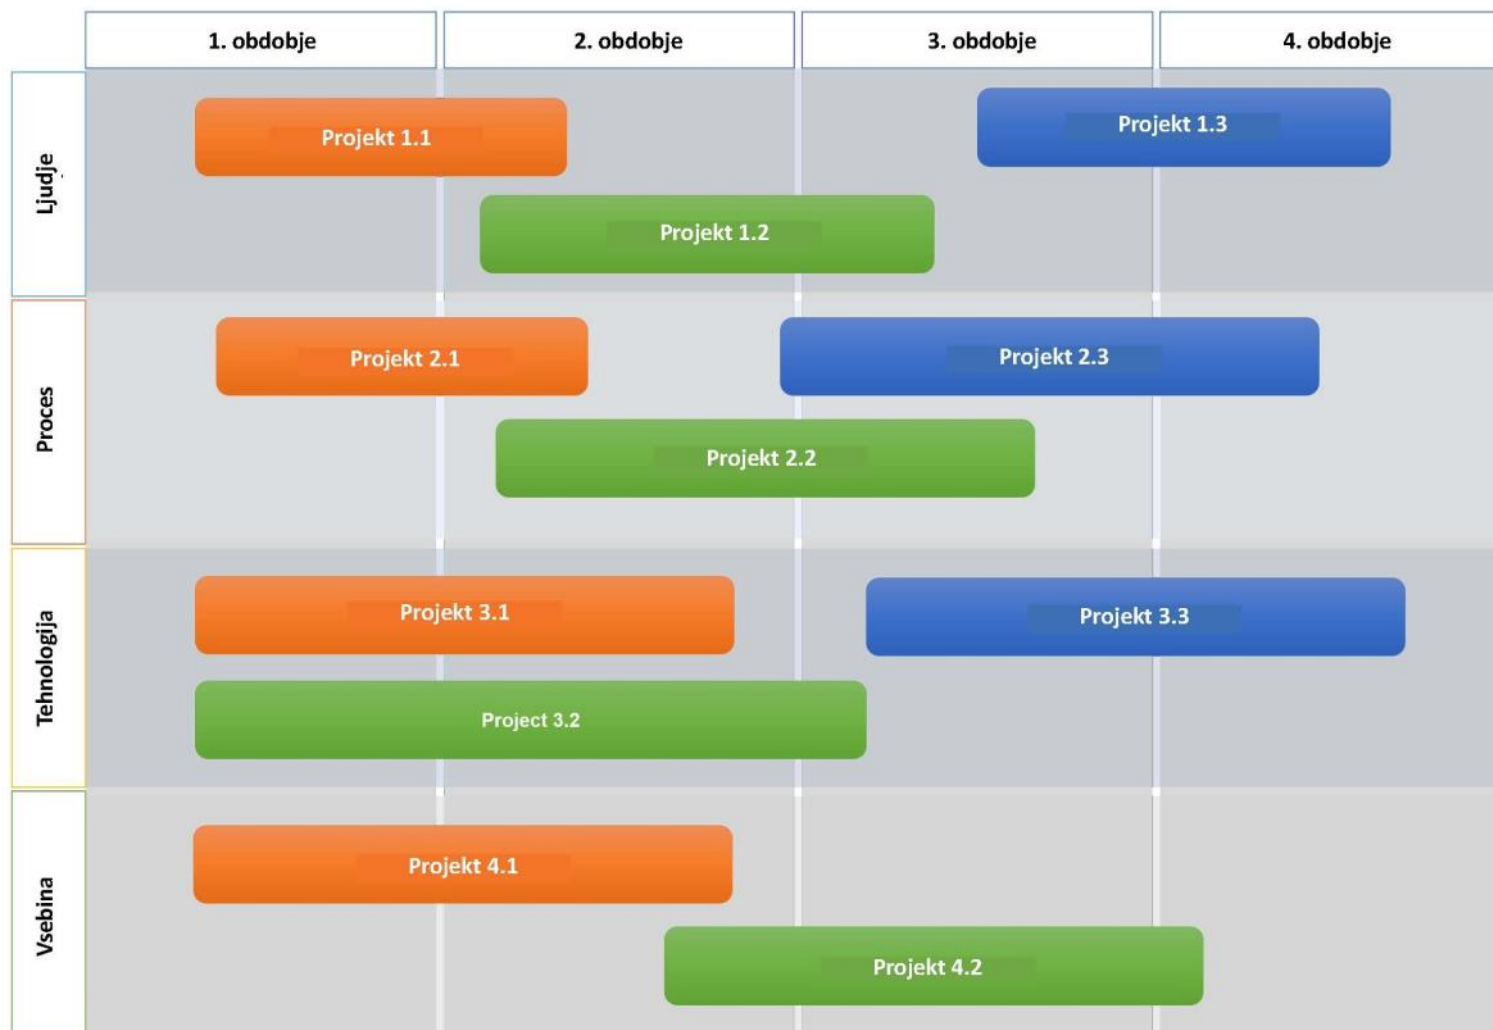 1. obdobje
2. obdobje
3. obdobje
4. obdobje
Ljudje
Projekt 1.1
Projekt 1.3
Projekt 1.2
Proces
Projekt 2.1
Projekt 2.3
Projekt 2.2
Tehnologija
Projekt 3.1
Projekt 3.3
Project 3.2
Vsebina
Projekt 4.1
Projekt 4.2